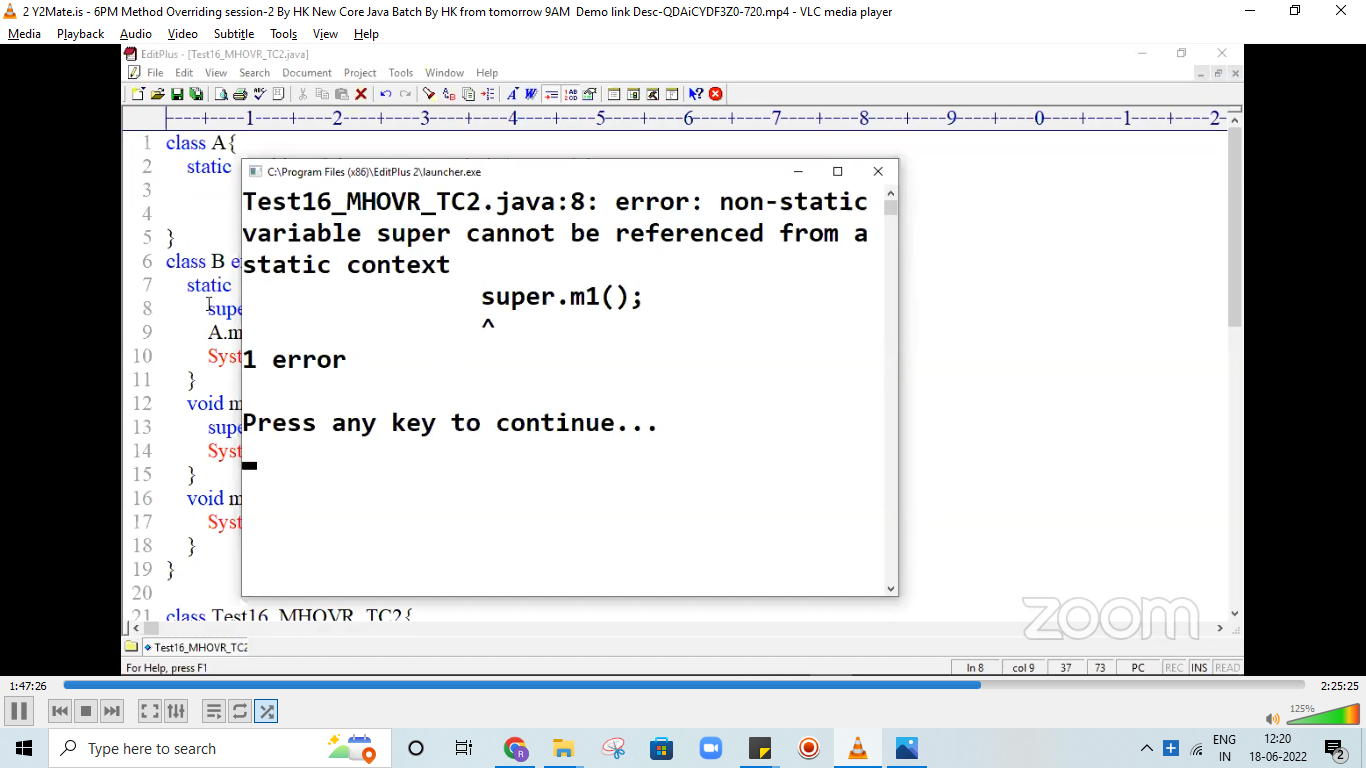 2 Y2Mate.is - 6PM Method Overriding session-2 By HK New Core Java Batch By HK from tomorrow 9AM  Demo link Desc-QDAiCYDF3Z0-720.mp4 - VLC media player
Media Playback Audio Video Subtitle Tools View Help
EditPlus - [Test16_MHOVR_TC2.java]
File Edit View Search Document Project Tools Window Help
----+----1----+----2----+----3----+----4----+----5----+----6----+----7----+----8----+----9----+----0----+----1----+----2-
1 class A{
2 static
3
4
5 }
6 class B e
7 static
8 supe
9 A.m
10 Syst
11 }
12 void m
13 supe
14 Syst
15 }
16 void m
17 Syst
18 }
19 }
20
21 class Test16_MHOVR_TC2{
C:\Program Files (x86)\EditPlus 2\launcher.exe
Test16_MHOVR_TC2.java:8: error: non-static
variable super cannot be referenced from a
static context
super.m1();
^
1 error
Press any key to continue...
zoom
Test16_MHOVR_TC2
For Help, press F1
ln 8 col 9 37 73 PC REC INS READ
1:47:26 2:25:25
125%
Type here to search
ENG
IN
12:20
18-06-2022
2